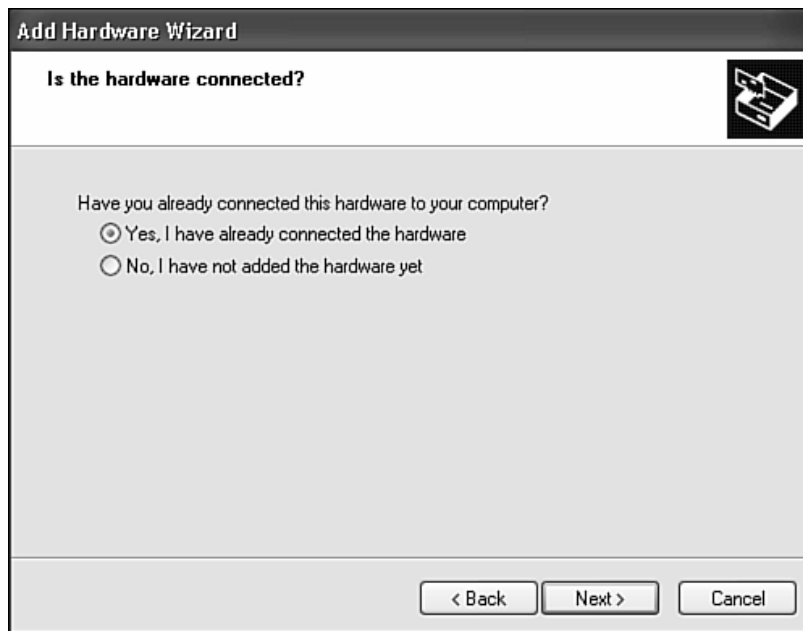 Add Hardware Wizard
Is the hardware connected?
Have you already connected this hardware to your computer?
Yes, I have already connected the hardware
No, I have not added the hardware yet
< Back Next > Cancel